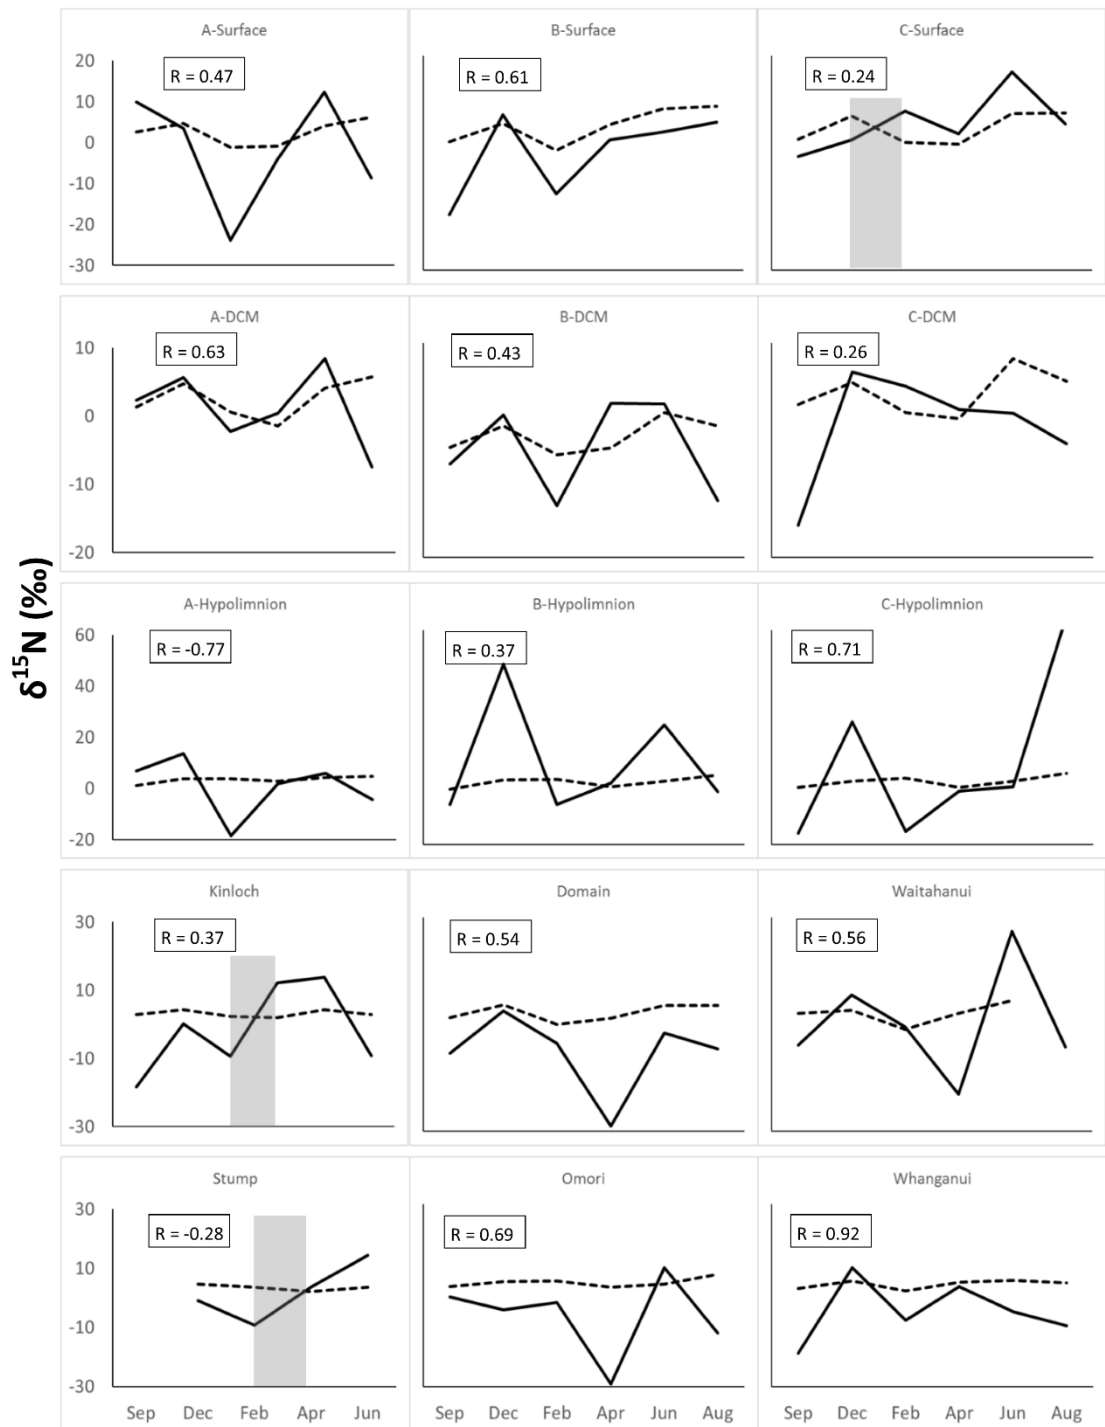 A-Surface
B-Surface
C-Surface
R = 0.47
R = 0.61
R = 0.24
20
10
0
-10
-20
-30
A-DCM
B-DCM
C-DCM
R = 0.63
R = 0.43
R = 0.26
10
0
-10
-20
δ¹⁵N (‰)
A-Hypolimnion
B-Hypolimnion
C-Hypolimnion
R = -0.77
R = 0.37
R = 0.71
60
40
20
0
-20
Kinloch
Domain
Waitahanui
R = 0.37
R = 0.54
R = 0.56
30
10
-10
-30
Stump
Omori
Whanganui
R = -0.28
R = 0.69
R = 0.92
30
10
-10
-30
Sep Dec Feb Apr Jun
Sep Dec Feb Apr Jun Aug
Sep Dec Feb Apr Jun Aug